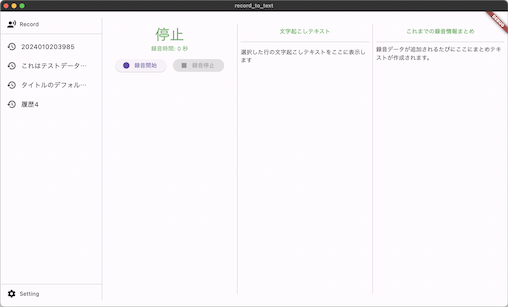 record_to_text
Record
2024010203985
これはテストデータ…
タイトルのデフォル…
履歴4
Setting
停止
録音時間: 0 秒
録音開始
録音停止
文字起こしテキスト
選択した行の文字起こしテキストをここに表示し
ます
これまでの録音情報まとめ
録音データが追加されるたびにここにまとめテキ
ストが作成されます。
DEBUG